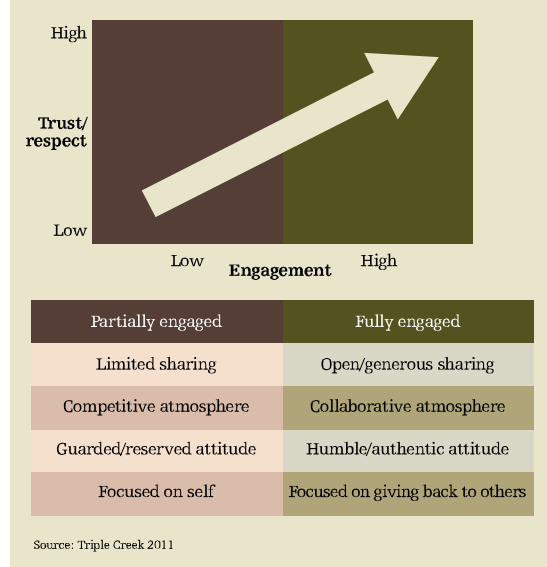 High
Trust/
respect
Low
Low
High
Engagement
Partially engaged
Fully engaged
Limited sharing
Open/generous sharing
Competitive atmosphere
Collaborative atmosphere
Guarded/reserved attitude
Humble/authentic attitude
Focused on self
Focused on giving back to others
Source: Triple Creek 2011